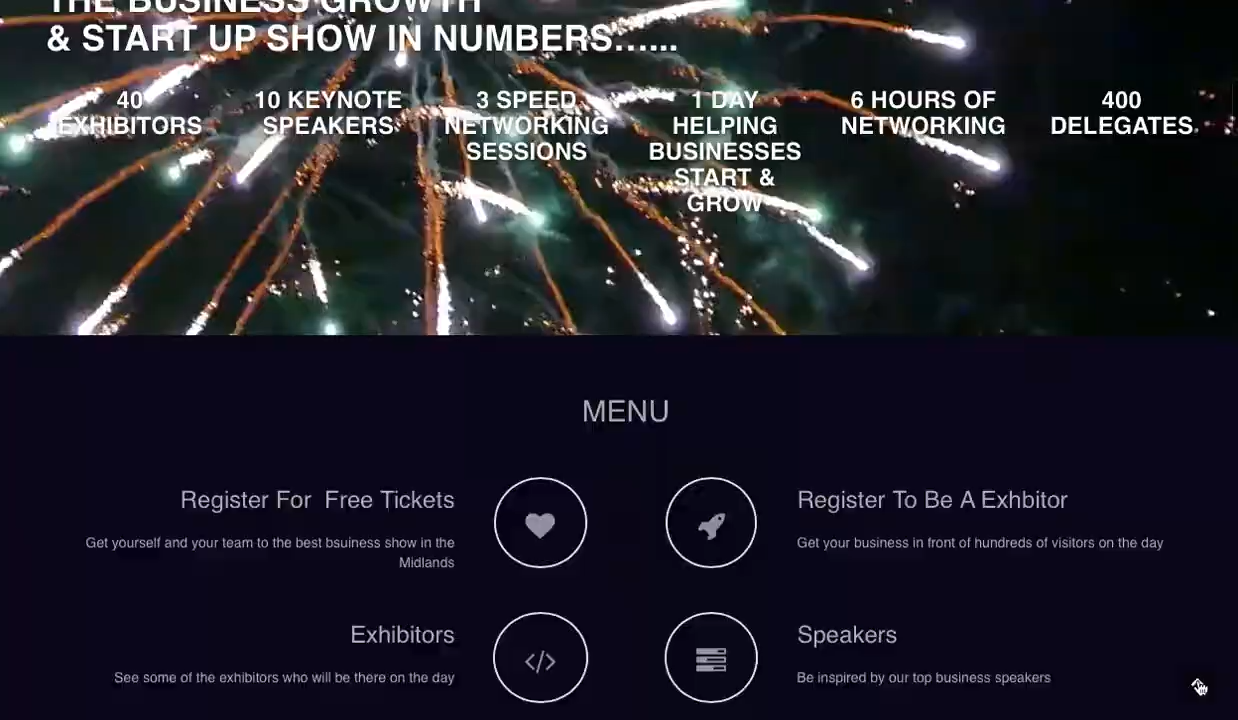 THE BUSINESS GROWTH
& START UP SHOW IN NUMBERS…...
40
EXHIBITORS
10 KEYNOTE
SPEAKERS
3 SPEED
NETWORKING
SESSIONS
1 DAY
HELPING
BUSINESSES
START &
GROW
6 HOURS OF
NETWORKING
400
DELEGATES
MENU
Register For  Free Tickets
Get yourself and your team to the best bsuiness show in the
Midlands
Register To Be A Exhbitor
Get your business in front of hundreds of visitors on the day
Exhibitors
See some of the exhibitors who will be there on the day
Speakers
Be inspired by our top business speakers